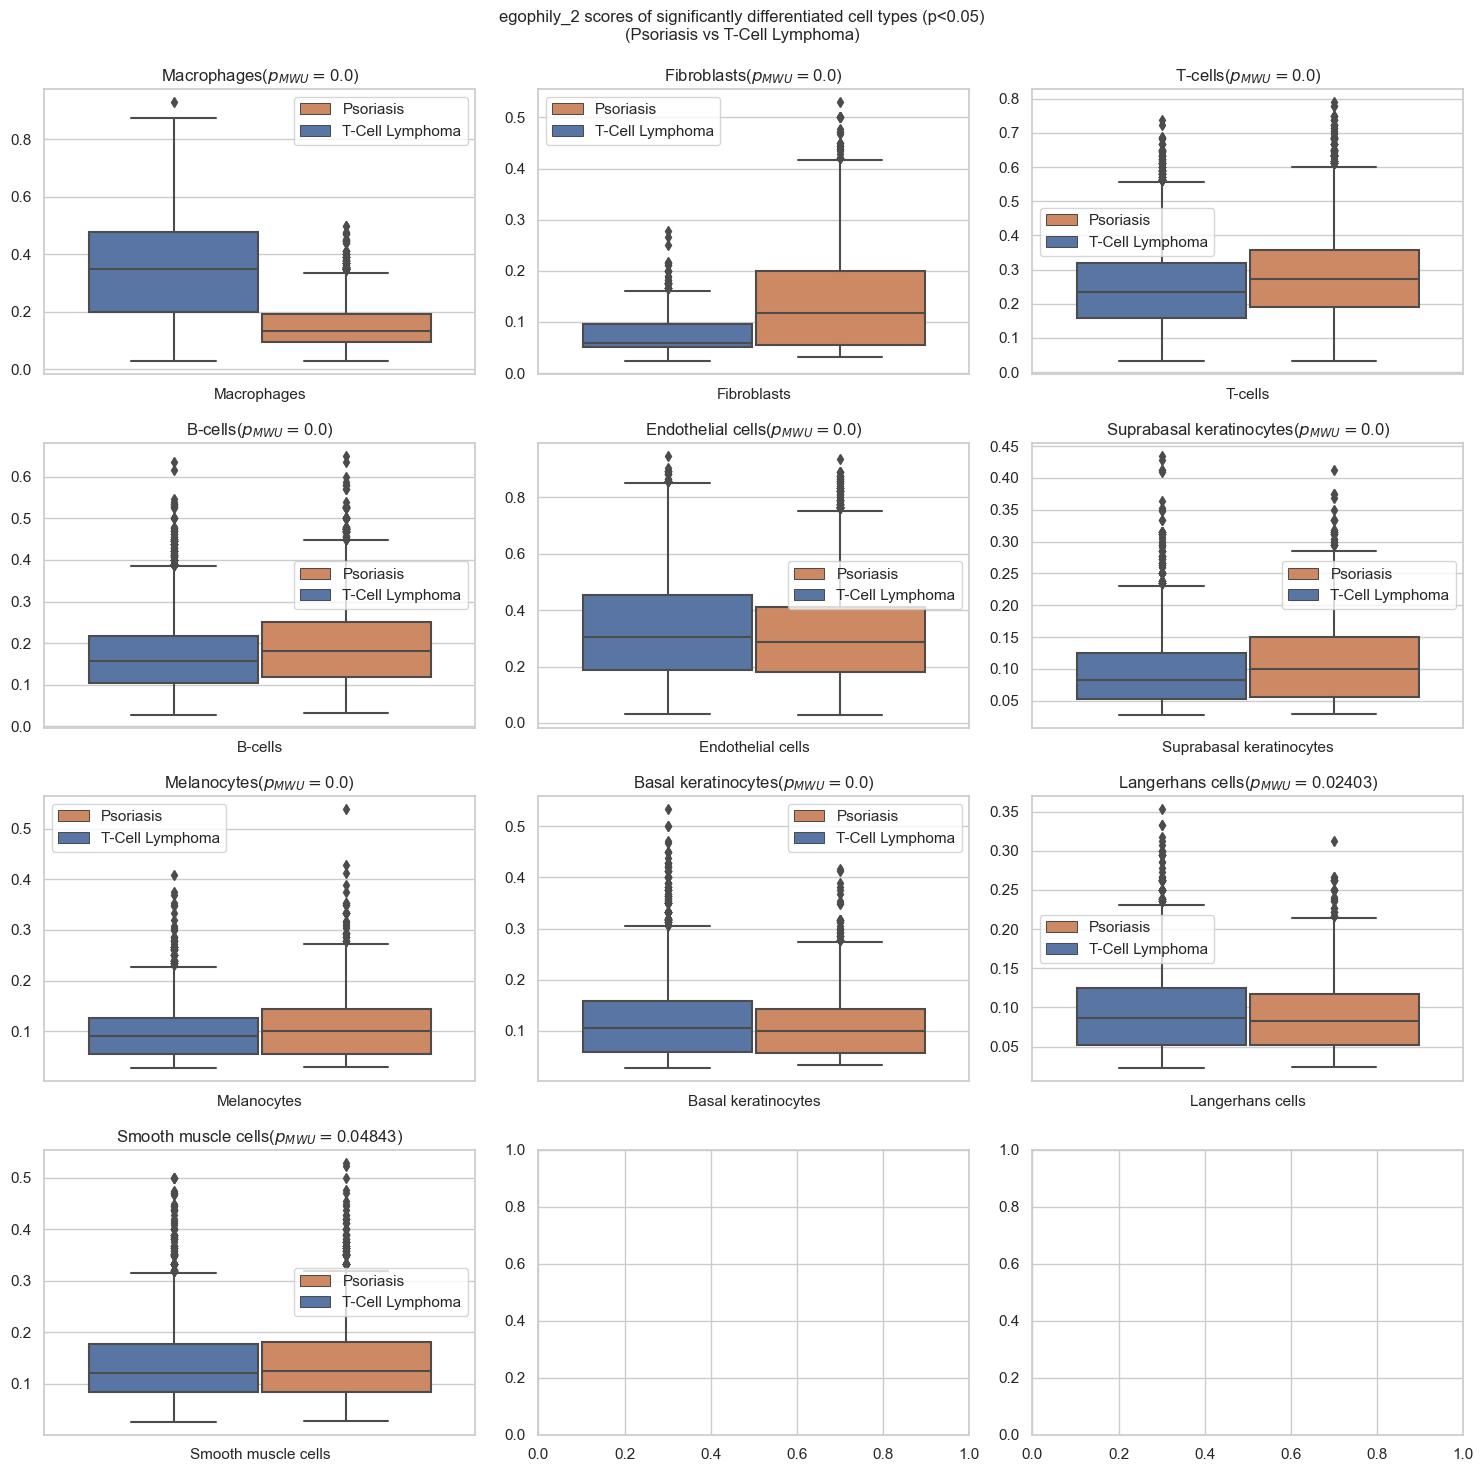 egophily_2 scores of significantly differentiated cell types (p<0.05)
(Psoriasis vs T-Cell Lymphoma)
Macrophages(pMWU = 0.0)
Psoriasis
T-Cell Lymphoma
0.8
0.6
0.4
0.2
0.0
Macrophages
Fibroblasts(pMWU = 0.0)
Psoriasis
T-Cell Lymphoma
0.5
0.4
0.3
0.2
0.1
0.0
Fibroblasts
T-cells(pMWU = 0.0)
Psoriasis
T-Cell Lymphoma
0.8
0.7
0.6
0.5
0.4
0.3
0.2
0.1
0.0
T-cells
B-cells(pMWU = 0.0)
Psoriasis
T-Cell Lymphoma
0.6
0.5
0.4
0.3
0.2
0.1
0.0
B-cells
Endothelial cells(pMWU = 0.0)
Psoriasis
T-Cell Lymphoma
0.8
0.6
0.4
0.2
0.0
Endothelial cells
Suprabasal keratinocytes(pMWU = 0.0)
Psoriasis
T-Cell Lymphoma
0.45
0.40
0.35
0.30
0.25
0.20
0.15
0.10
0.05
Suprabasal keratinocytes
Melanocytes(pMWU = 0.0)
Psoriasis
T-Cell Lymphoma
0.5
0.4
0.3
0.2
0.1
Melanocytes
Basal keratinocytes(pMWU = 0.0)
Psoriasis
T-Cell Lymphoma
0.5
0.4
0.3
0.2
0.1
Basal keratinocytes
Langerhans cells(pMWU = 0.02403)
Psoriasis
T-Cell Lymphoma
0.35
0.30
0.25
0.20
0.15
0.10
0.05
Langerhans cells
Smooth muscle cells(pMWU = 0.04843)
Psoriasis
T-Cell Lymphoma
0.5
0.4
0.3
0.2
0.1
Smooth muscle cells
1.0
0.8
0.6
0.4
0.2
0.0
0.0 0.2 0.4 0.6 0.8 1.0
1.0
0.8
0.6
0.4
0.2
0.0
0.0 0.2 0.4 0.6 0.8 1.0